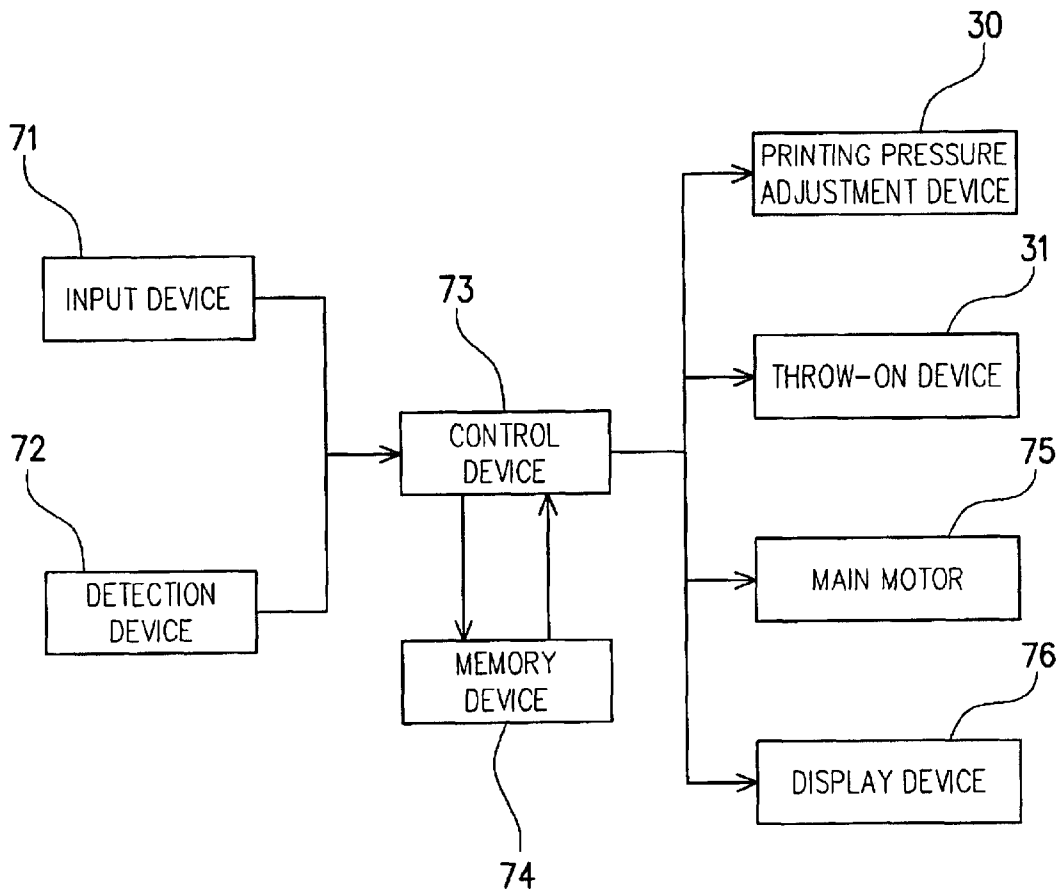 30
PRINTING PRESSURE
ADJUSTMENT DEVICE
71
INPUT DEVICE
31
THROW-ON DEVICE
73
CONTROL
DEVICE
72
DETECTION
DEVICE
75
MAIN MOTOR
MEMORY
DEVICE
74
76
DISPLAY DEVICE